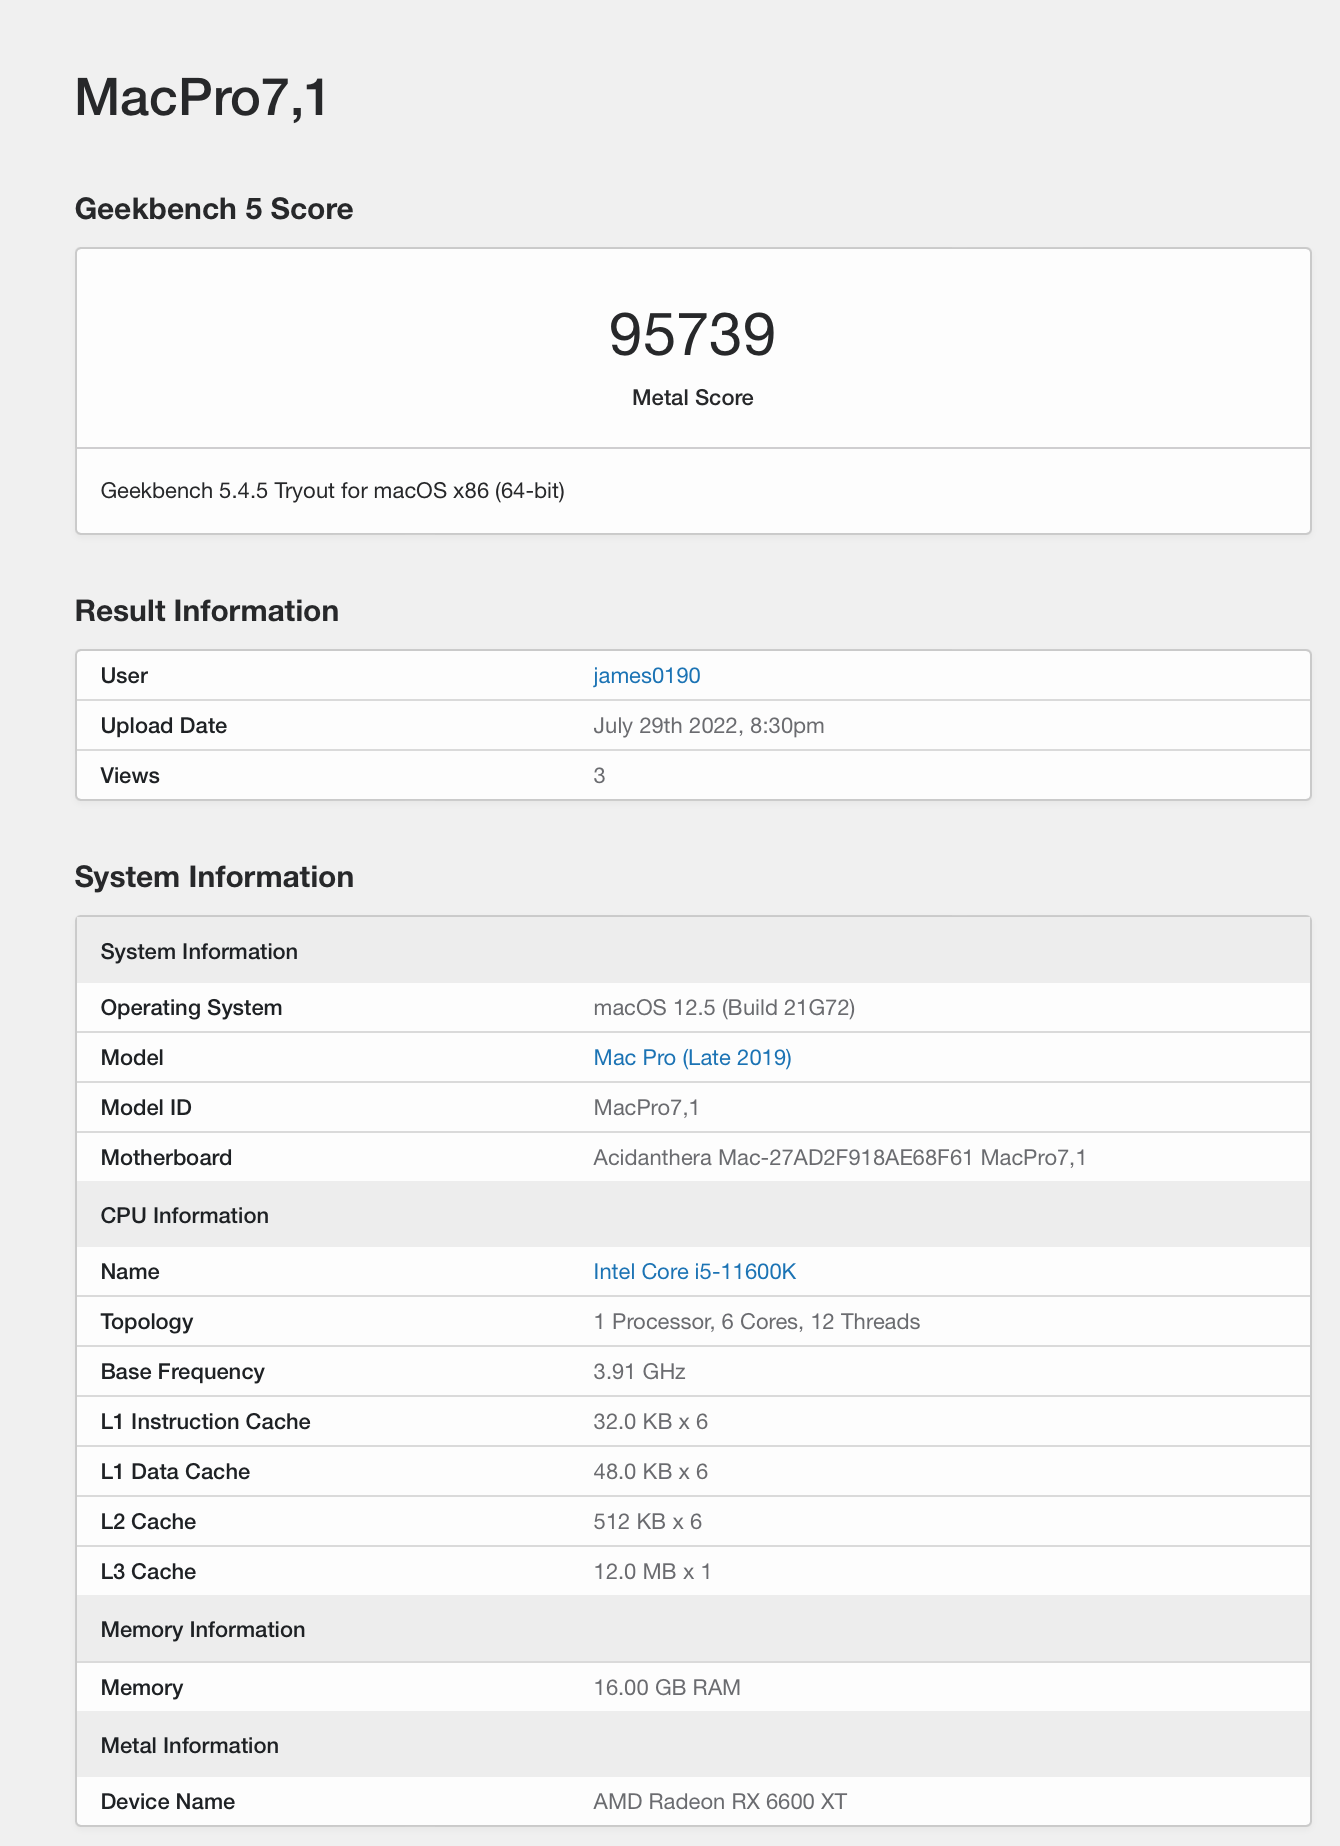 MacPro7,1
Geekbench 5 Score
95739
Metal Score
Geekbench 5.4.5 Tryout for macOS x86 (64-bit)
Result Information
User james0190
Upload Date July 29th 2022, 8:30pm
Views 3
System Information
System Information
Operating System macOS 12.5 (Build 21G72)
Model Mac Pro (Late 2019)
Model ID MacPro7,1
Motherboard Acidanthera Mac-27AD2F918AE68F61 MacPro7,1
CPU Information
Name Intel Core i5-11600K
Topology 1 Processor, 6 Cores, 12 Threads
Base Frequency 3.91 GHz
L1 Instruction Cache 32.0 KB x 6
L1 Data Cache 48.0 KB x 6
L2 Cache 512 KB x 6
L3 Cache 12.0 MB x 1
Memory Information
Memory 16.00 GB RAM
Metal Information
Device Name AMD Radeon RX 6600 XT